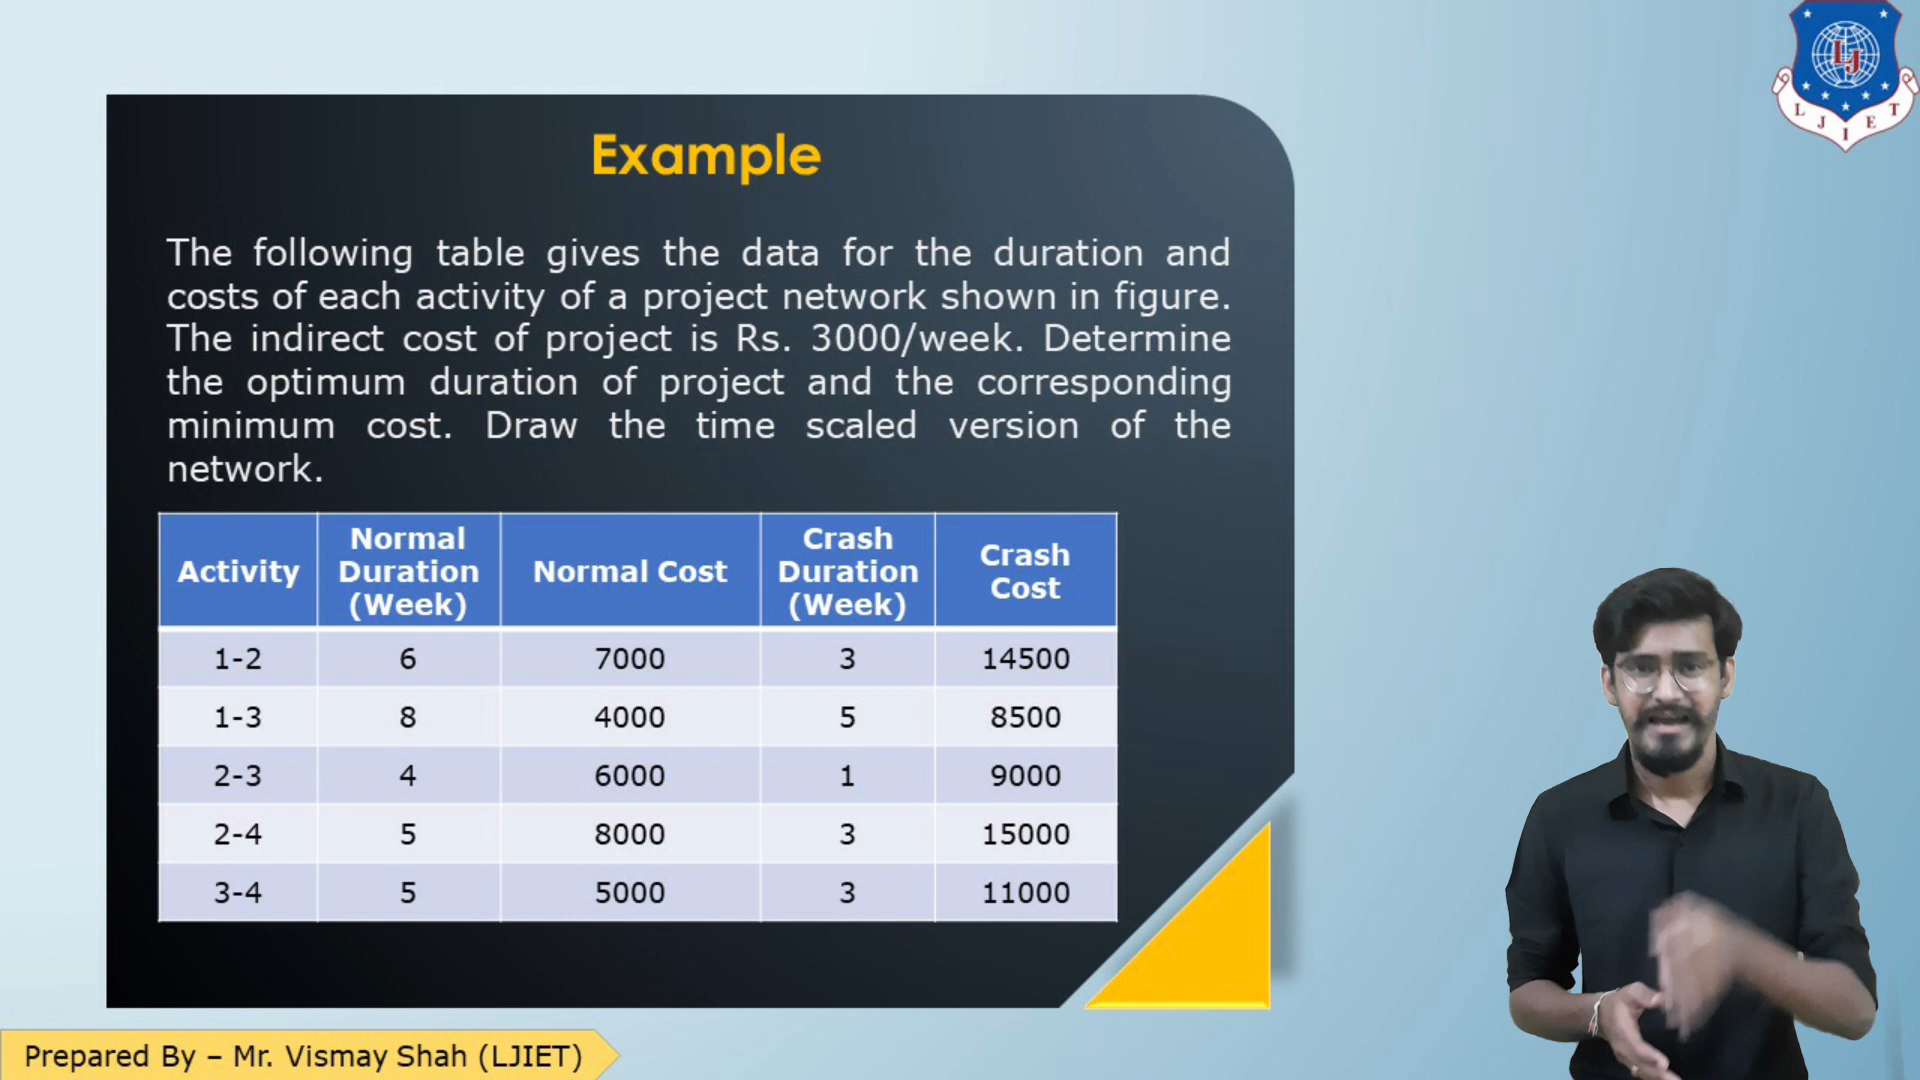 L J I E T
LJ
Example
The following table gives the data for the duration and
costs of each activity of a project network shown in figure.
The indirect cost of project is Rs. 3000/week. Determine
the optimum duration of project and the corresponding
minimum cost. Draw the time scaled version of the
network.
Activity Normal Duration (Week) Normal Cost Crash Duration (Week) Crash Cost
1-2 6 7000 3 14500
1-3 8 4000 5 8500
2-3 4 6000 1 9000
2-4 5 8000 3 15000
3-4 5 5000 3 11000
Prepared By – Mr. Vismay Shah (LJIET)